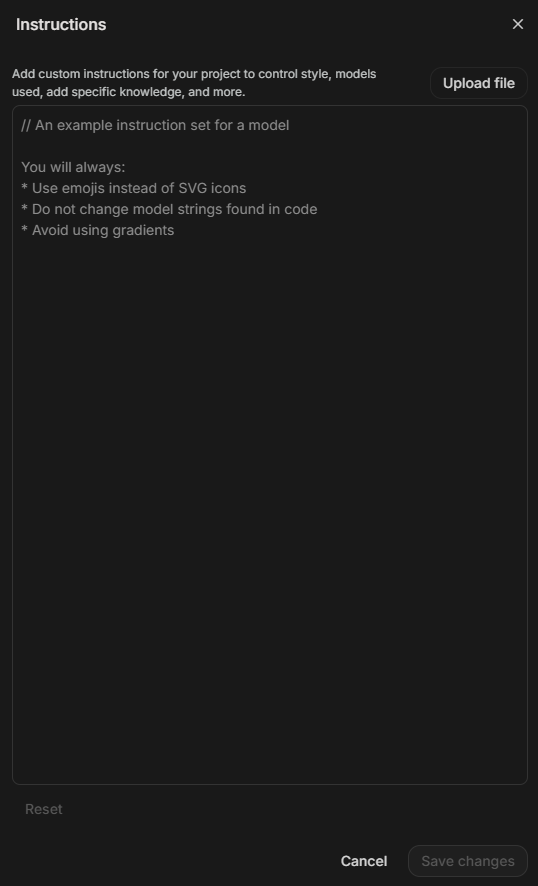 Instructions
Add custom instructions for your project to control style, models
used, add specific knowledge, and more.
Upload file
// An example instruction set for a model
You will always:
* Use emojis instead of SVG icons
* Do not change model strings found in code
* Avoid using gradients
Reset
Cancel
Save changes